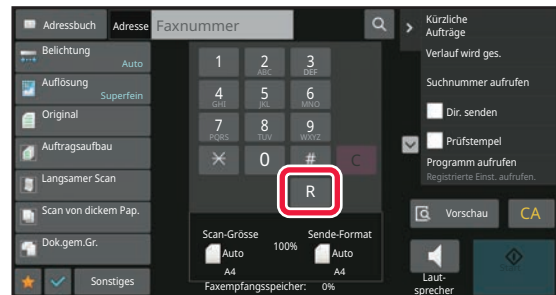 Adressbuch
Adresse
Faxnummer
Belichtung
Auto
Auflösung
Superfein
Original
Auftragsaufbau
Langsamer Scan
Scan von dickem Pap.
Dok.gem.Gr.
Sonstiges
1
2
ABC
3
DEF
4
GHI
5
JKL
6
MNO
7
PQRS
8
TUV
9
WXYZ
0
#
C
R
Scan-Grösse
100%
Sende-Format
Auto
Auto
A4
A4
Faxempfangsspeicher: 0%
Kürzliche
Aufträge
Verlauf wird ges.
Suchnummer aufrufen
Dir. senden
Prüfstempel
Programm aufrufen
Registrierte Einst. aufrufen.
Vorschau
CA
Laut-
sprecher
Start